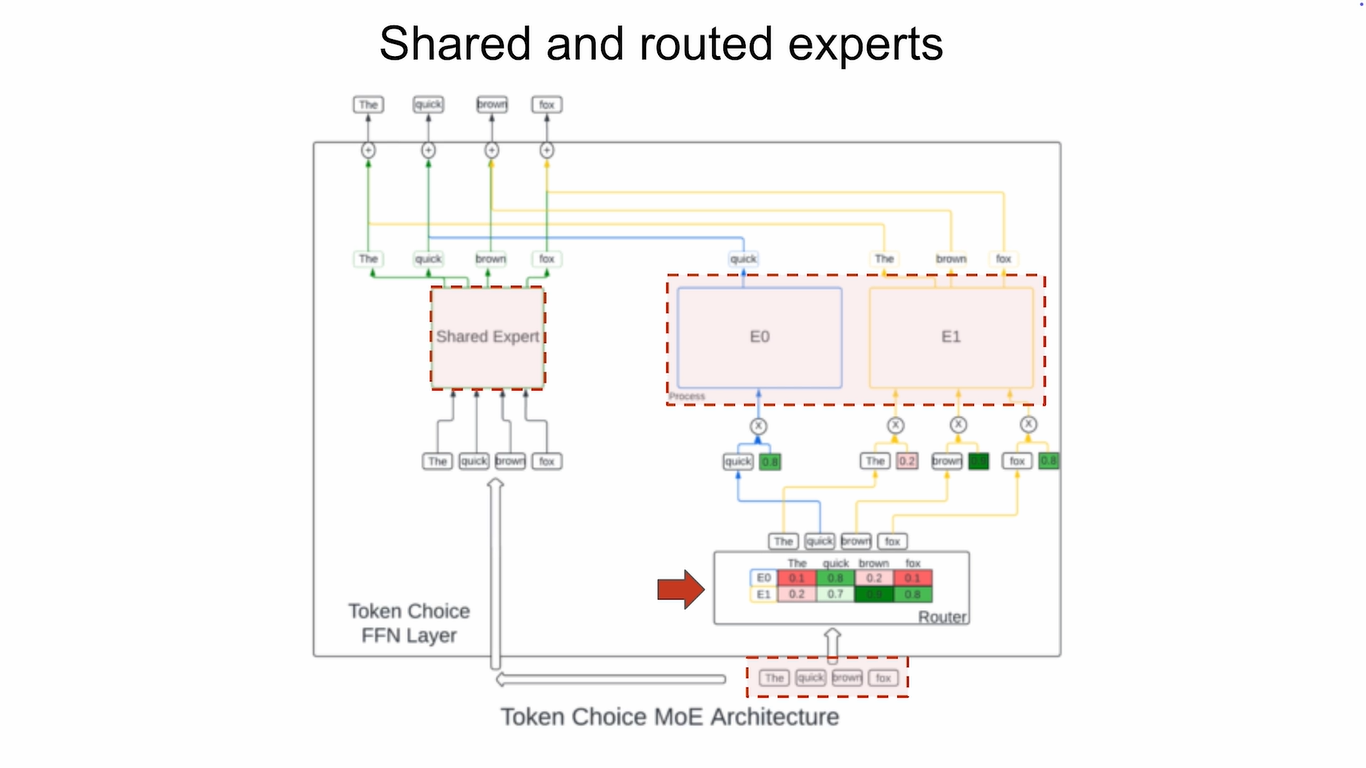 Shared and routed experts
The quick brown fox
The quick brown fox
quick
The brown fox
Shared Expert
E0
E1
Process
X X X X
The quick brown fox
quick 0.8
The 0.2 brown fox 0.8
The quick brown fox
The quick brown fox
E0 0.1 0.8 0.2 0.1
E1 0.2 0.7 0.9 0.8
Router
Token Choice
FFN Layer
The quick brown fox
Token Choice MoE Architecture